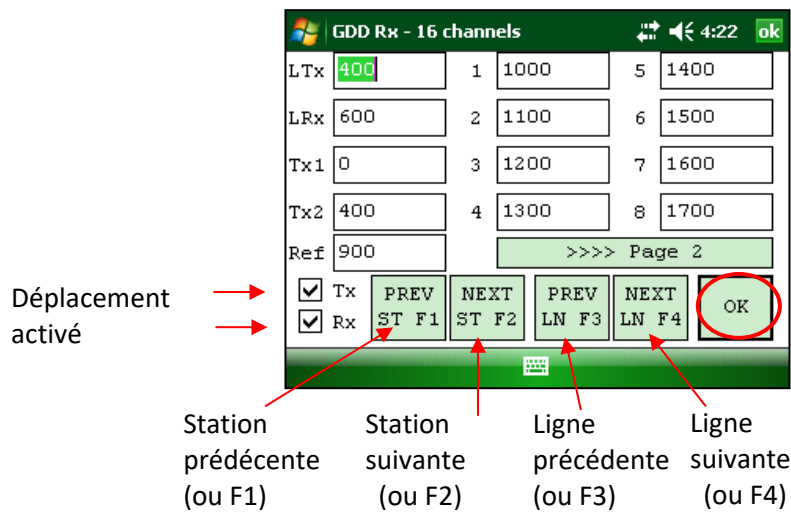 GDD Rx - 16 channels 4:22 ok
LTx 400 1 1000 5 1400
LRx 600 2 1100 6 1500
Tx1 0 3 1200 7 1600
Tx2 400 4 1300 8 1700
Ref 900 >>>> Page 2
Déplacement
activé
Tx
Rx
PREV
ST F1
NEXT
ST F2
PREV
LN F3
NEXT
LN F4
OK
Station
prédécente
(ou F1)
Station
suivante
(ou F2)
Ligne
précédente
(ou F3)
Ligne
suivante
(ou F4)